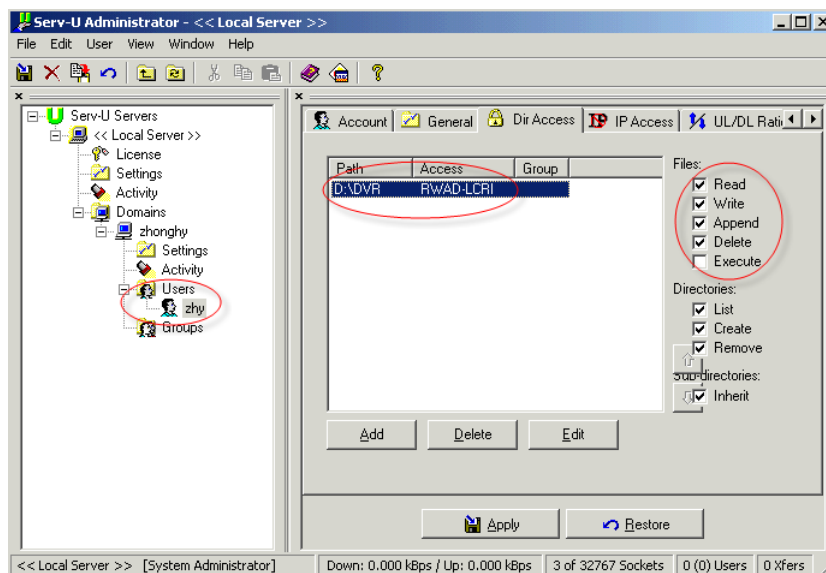 Serv-U Administrator - << Local Server >>
File Edit User View Window Help
Serv-U Servers
<< Local Server >>
License
Settings
Activity
Domains
zhonghy
Settings
Activity
Users
zhy
Groups
Account General Dir Access IP Access UL/DL Rati
Path Access Group
D:\DVR RWAD-LCRI
Files:
Read
Write
Append
Delete
Execute
Directories:
List
Create
Remove
Sub-directories:
Inherit
Add Delete Edit
Apply Restore
<< Local Server >> [System Administrator] Down: 0.000 kBps / Up: 0.000 kBps 3 of 32767 Sockets 0 (0) Users 0 Xfers